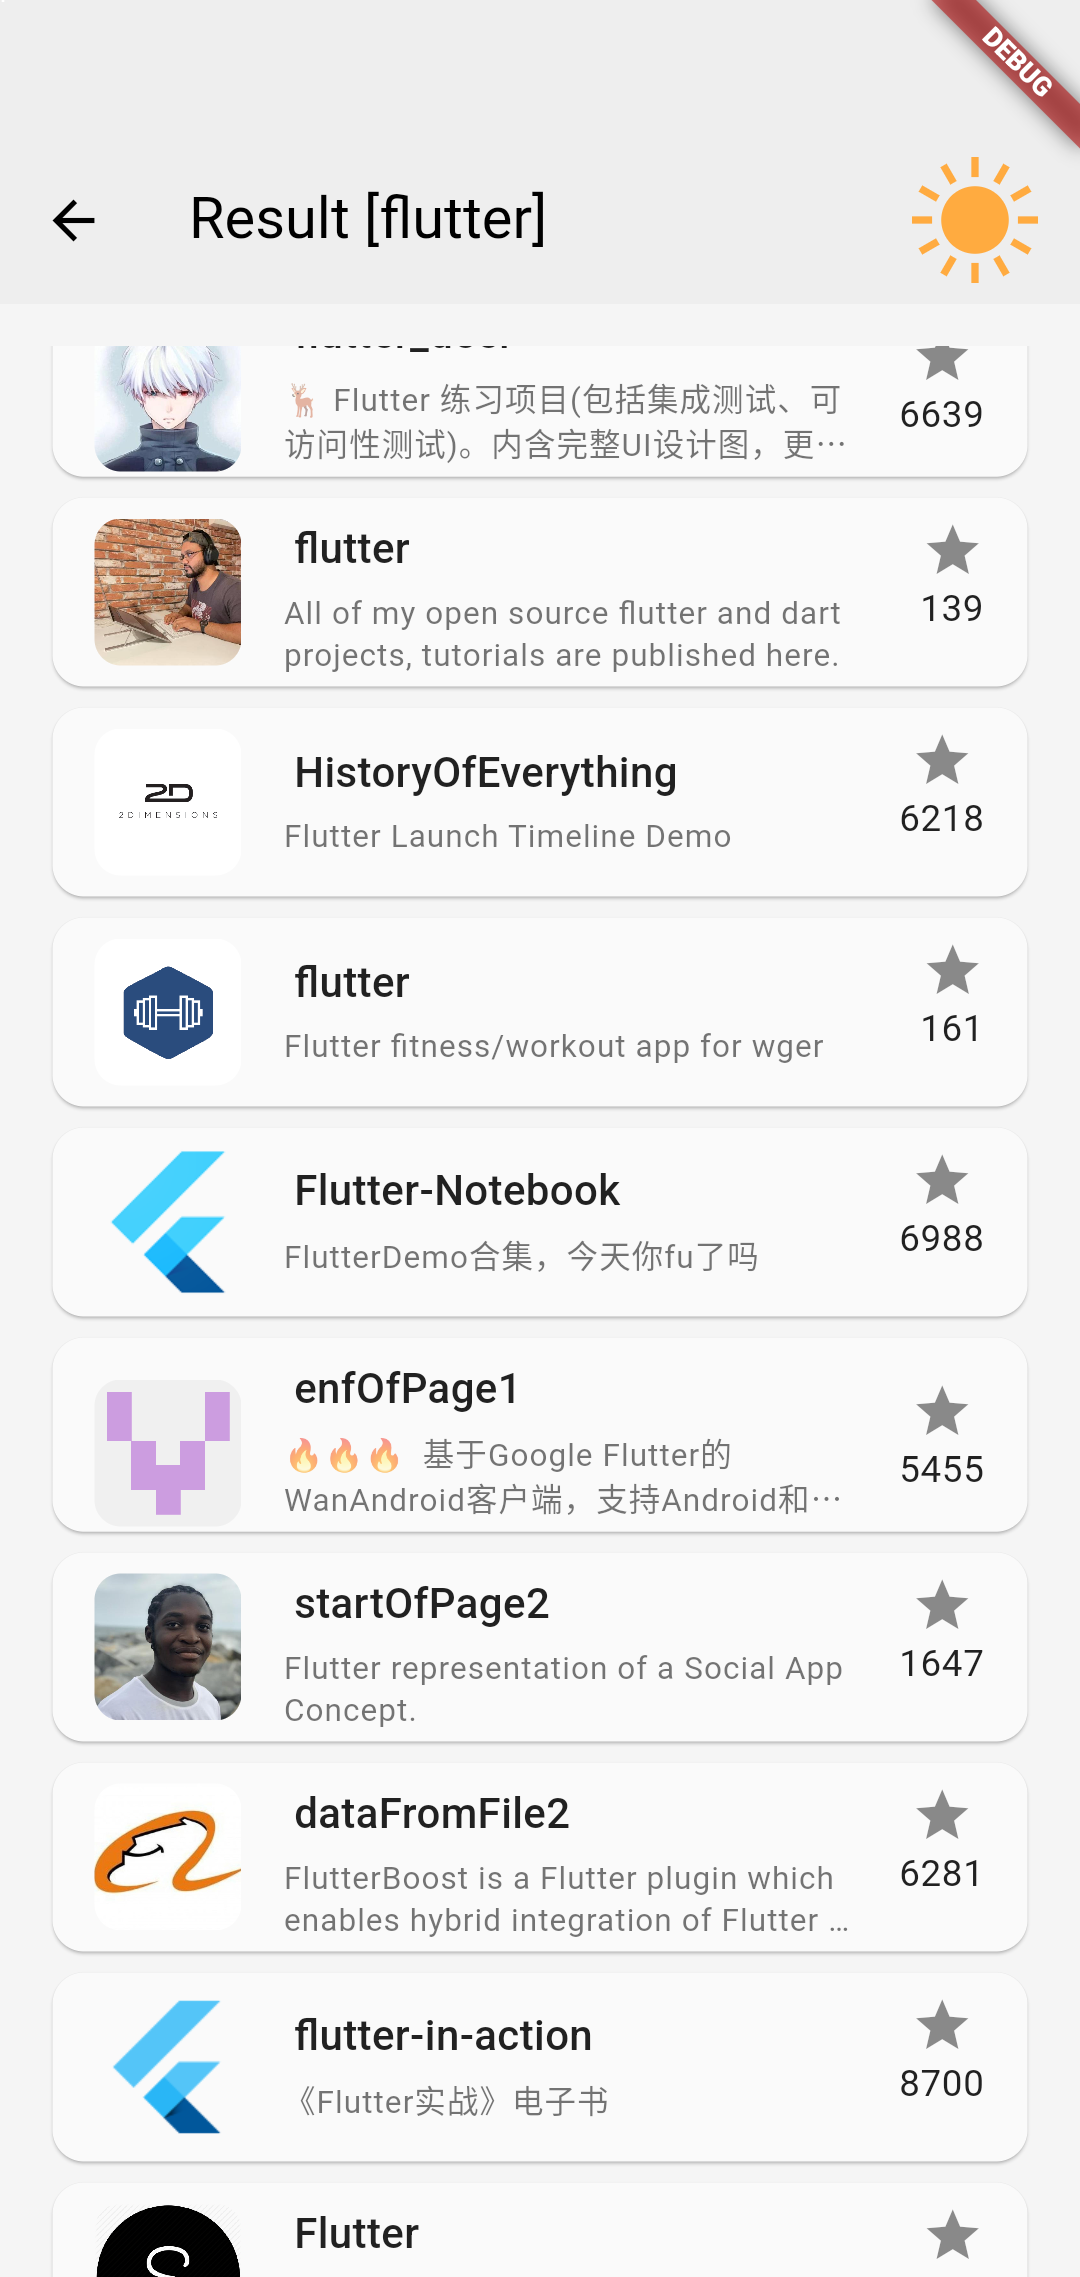 DEBUG
Result [flutter]
🦌 Flutter 练习项目(包括集成测试、可
访问性测试)。内含完整UI设计图，更…
6639
flutter
All of my open source flutter and dart
projects, tutorials are published here.
139
2D
2DIMENSIONS
HistoryOfEverything
Flutter Launch Timeline Demo
6218
flutter
Flutter fitness/workout app for wger
161
Flutter-Notebook
FlutterDemo合集，今天你fu了吗
6988
enfOfPage1
🔥🔥🔥 基于Google Flutter的
WanAndroid客户端，支持Android和…
5455
startOfPage2
Flutter representation of a Social App
Concept.
1647
dataFromFile2
FlutterBoost is a Flutter plugin which
enables hybrid integration of Flutter …
6281
flutter-in-action
《Flutter实战》电子书
8700
Flutter